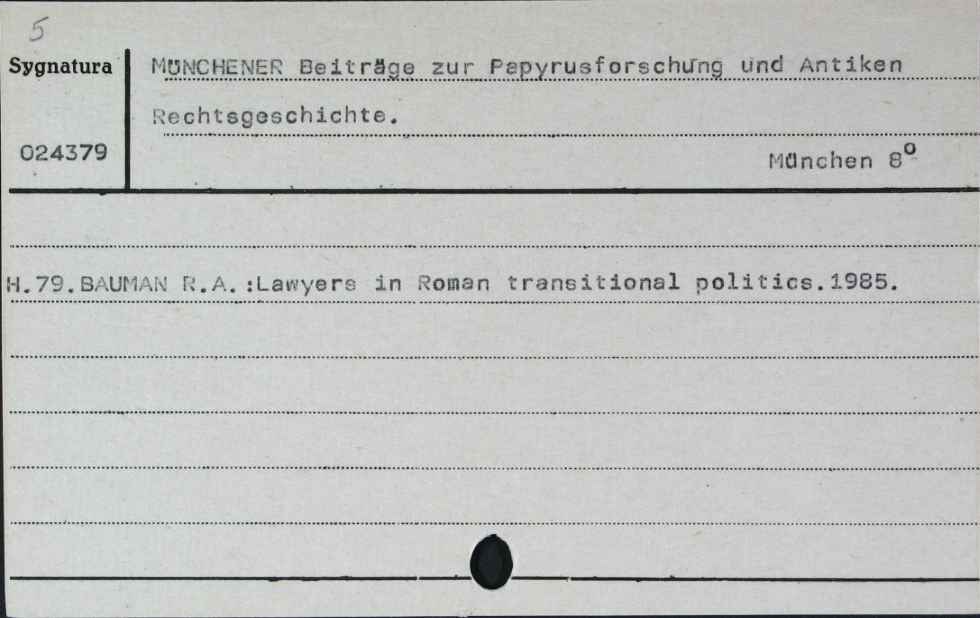 5
Sygnatura
MÜNCHENER Beiträge zur Papyrusforschung und Antiken
Rechtsgeschichte.
024379
München 8º
H.79.BAUMAN R.A.:Lawyers in Roman transitional politics.1985.